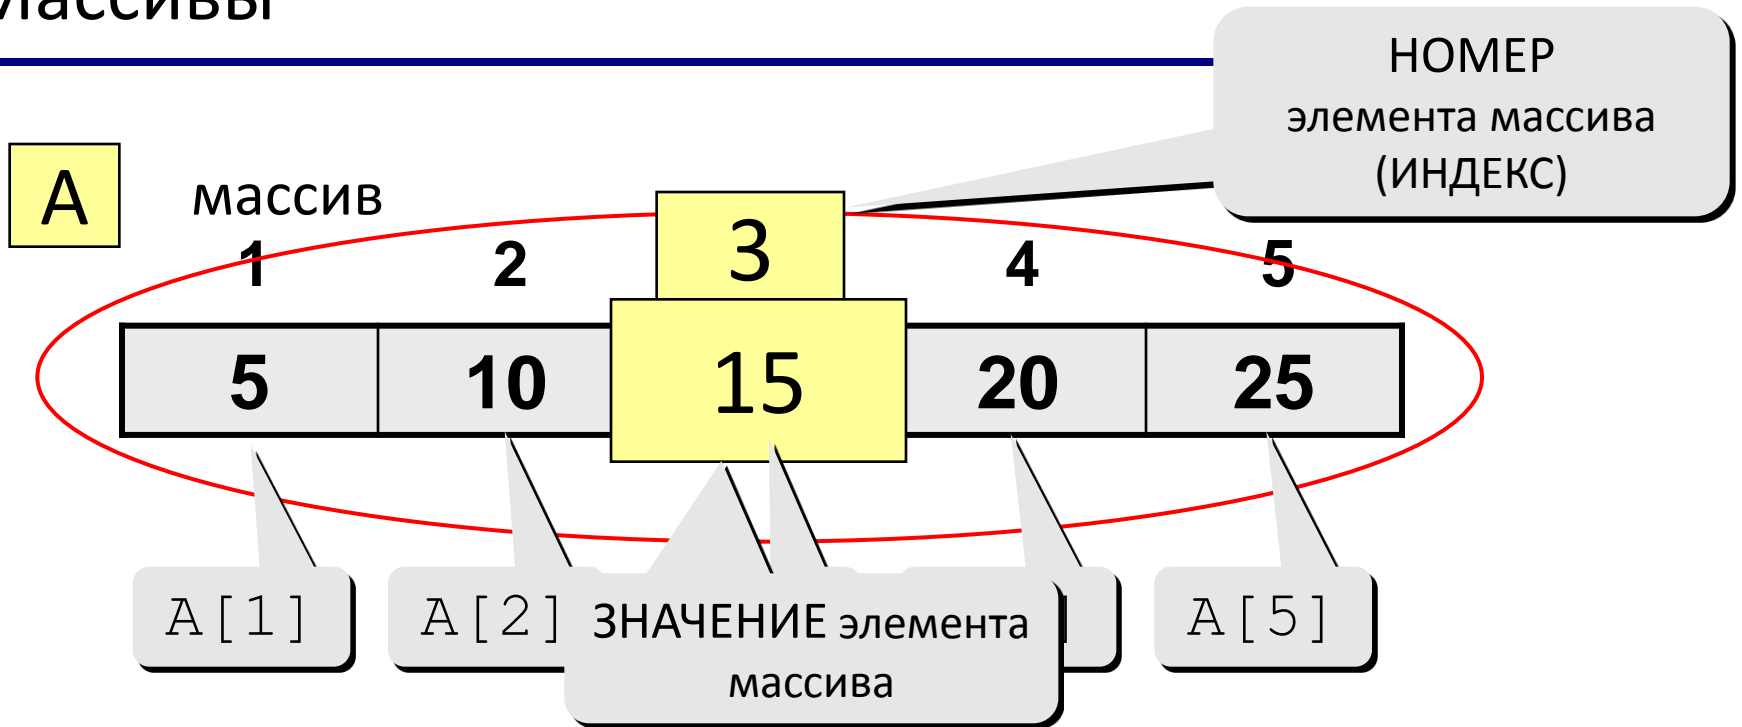 Массивы
НОМЕР
элемента массива
(ИНДЕКС)
A массив
1 2 3 4 5
5 10 15 20 25
A[1] A[2] ] A[5]
ЗНАЧЕНИЕ элемента
массива